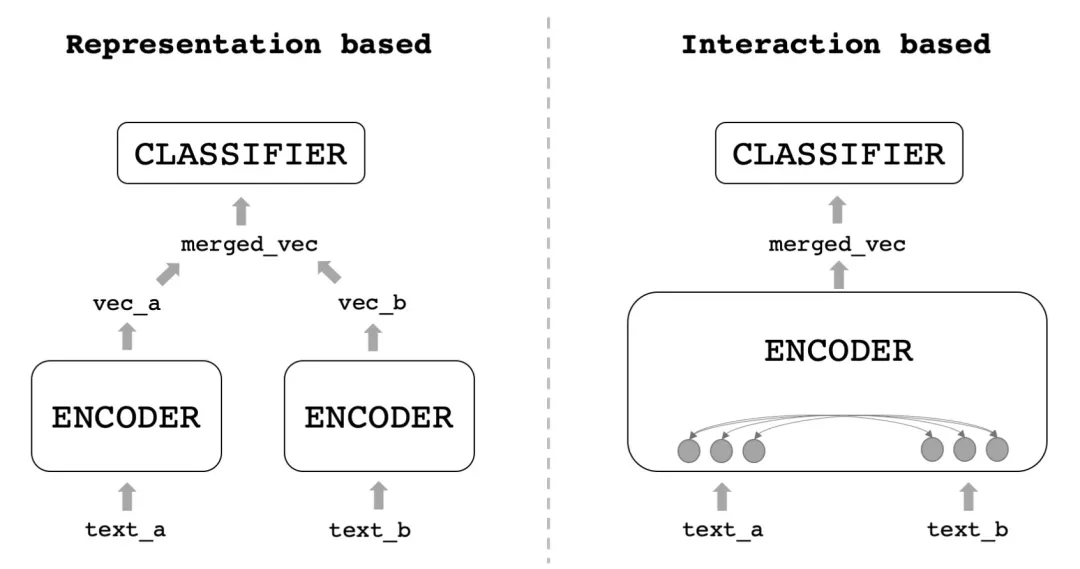 Representation based
CLASSIFIER
merged_vec
vec_a
vec_b
ENCODER
ENCODER
text_a
text_b
Interaction based
CLASSIFIER
merged_vec
ENCODER
text_a
text_b